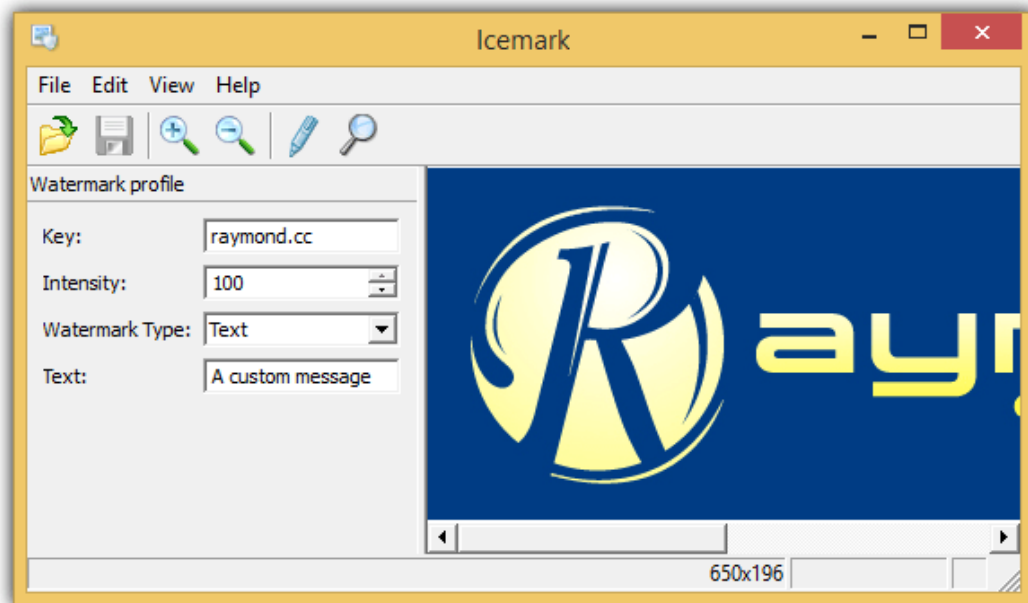 Icemark
File Edit View Help
Watermark profile
Key: raymond.cc
Intensity: 100
Watermark Type: Text
Text: A custom message
R ay
650x196